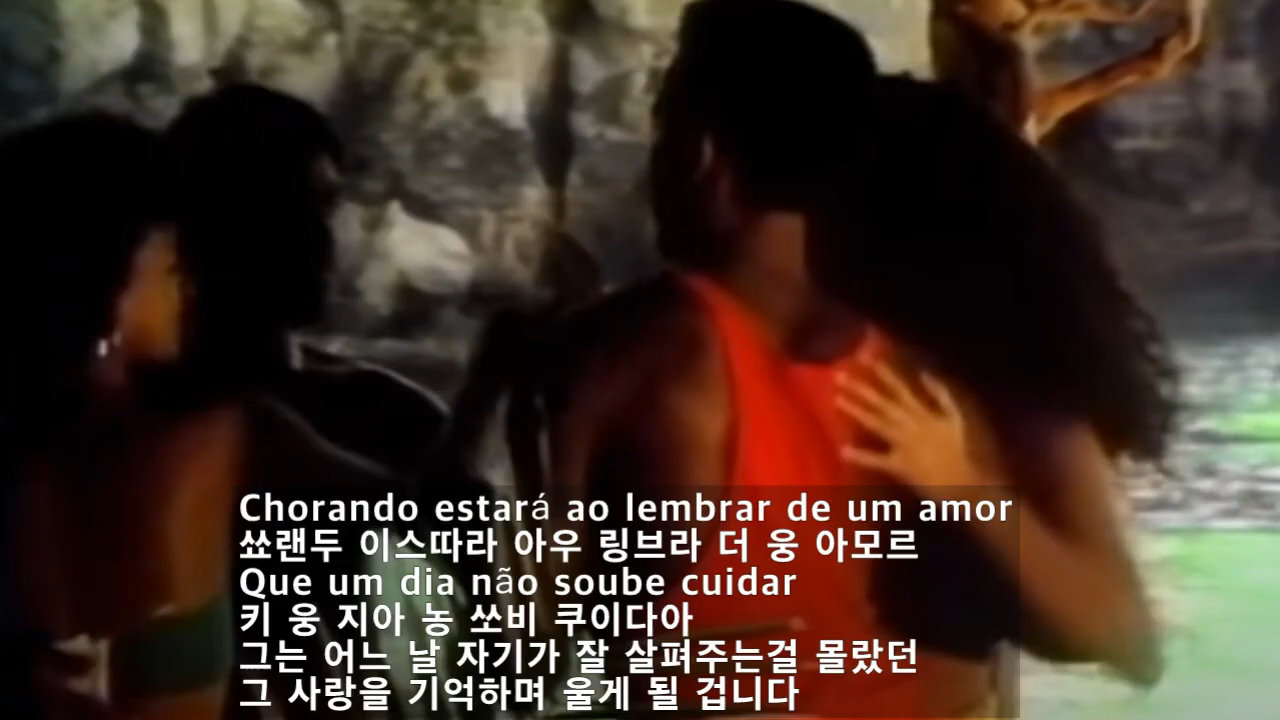 Chorando estará ao lembrar de um amor
쑈랜두 이스따라 아우 링브라 더 웅 아모르
Que um dia não soube cuidar
키 웅 지아 농 쏘비 쿠이다아
그는 어느 날 자기가 잘 살펴주는걸 몰랐던
그 사랑을 기억하며 울게 될 겁니다